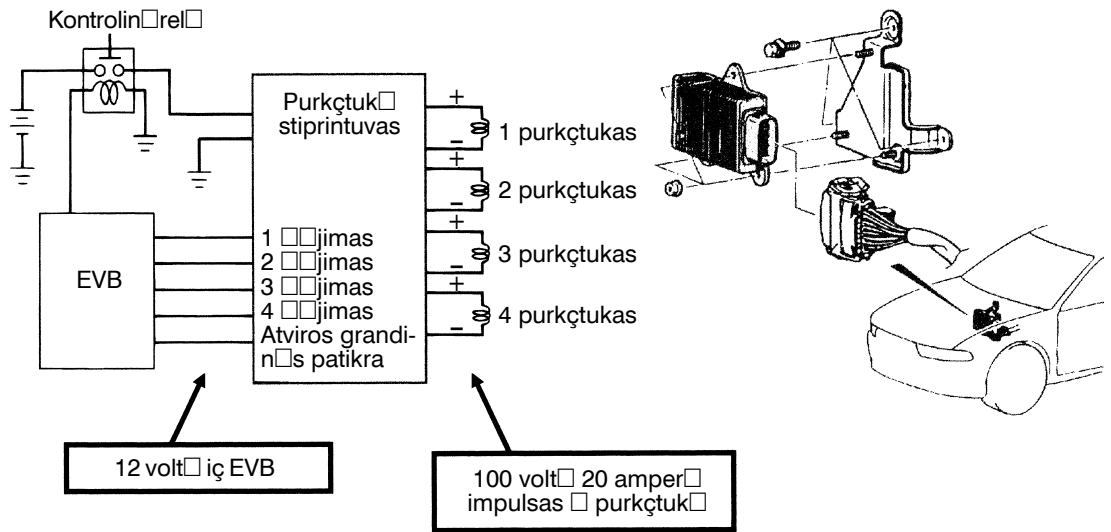 Kontrolin□rel□
Purkçtuk□
stiprintuvas
+
−
1 purkçtukas
+
−
2 purkçtukas
+
−
3 purkçtukas
+
−
4 purkçtukas
EVB
1 □□jimas
2 □□jimas
3 □□jimas
4 □□jimas
Atviros grandi-
n□s patikra
12 volt□ iç EVB
100 volt□ 20 amper□
impulsas □ purkçtuk□